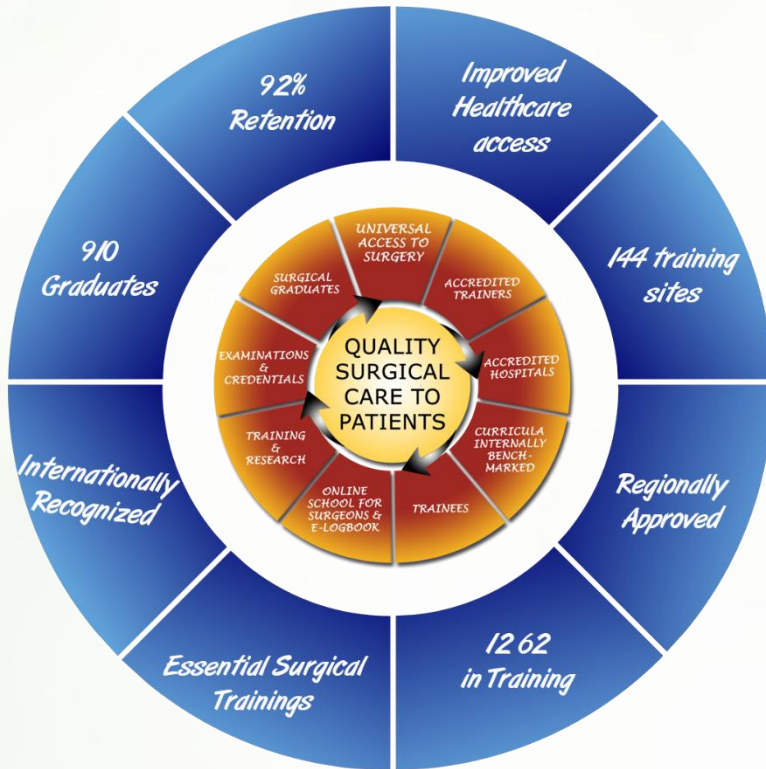 92%
Retention
Improved
Healthcare
access
144 training
sites
Regionally
Approved
1262
in Training
Essential Surgical
Trainings
Internationally
Recognized
910
Graduates
UNIVERSAL
ACCESS TO
SURGERY
ACCREDITED
TRAINERS
ACCREDITED
HOSPITALS
CURRICULA
INTERNALLY
BENCH-
MARKED
TRAINEES
ONLINE
SCHOOL FOR
SURGEONS &
E-LOGBOOK
TRAINING
&
RESEARCH
EXAMINATIONS
&
CREDENTIALS
SURGICAL
GRADUATES
QUALITY
SURGICAL
CARE TO
PATIENTS